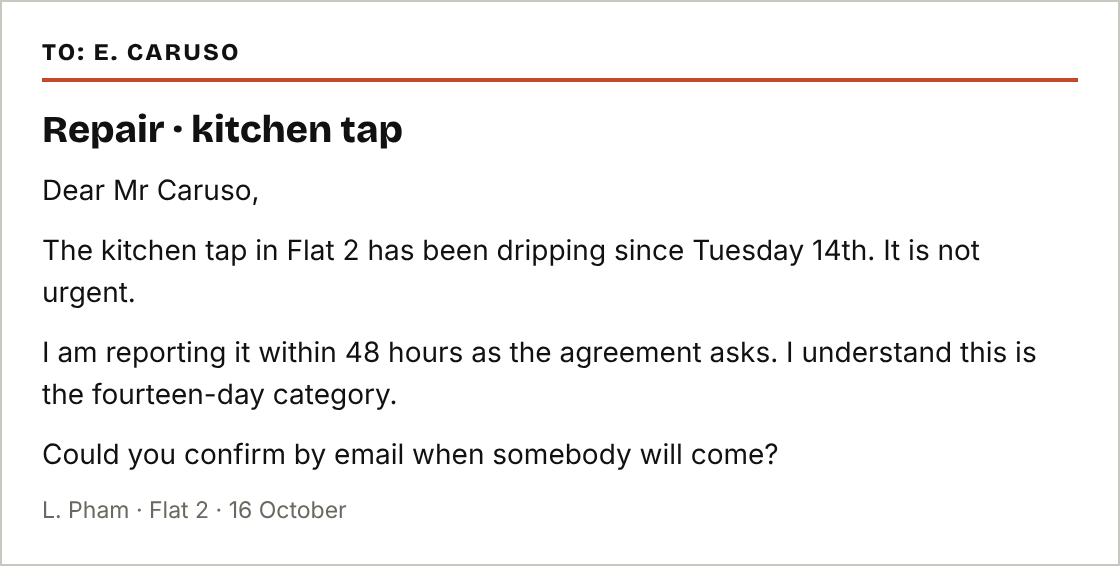 TO: E. CARUSO
Repair · kitchen tap
Dear Mr Caruso,
The kitchen tap in Flat 2 has been dripping since Tuesday 14th. It is not
urgent.
I am reporting it within 48 hours as the agreement asks. I understand this is
the fourteen-day category.
Could you confirm by email when somebody will come?
L. Pham · Flat 2 · 16 October